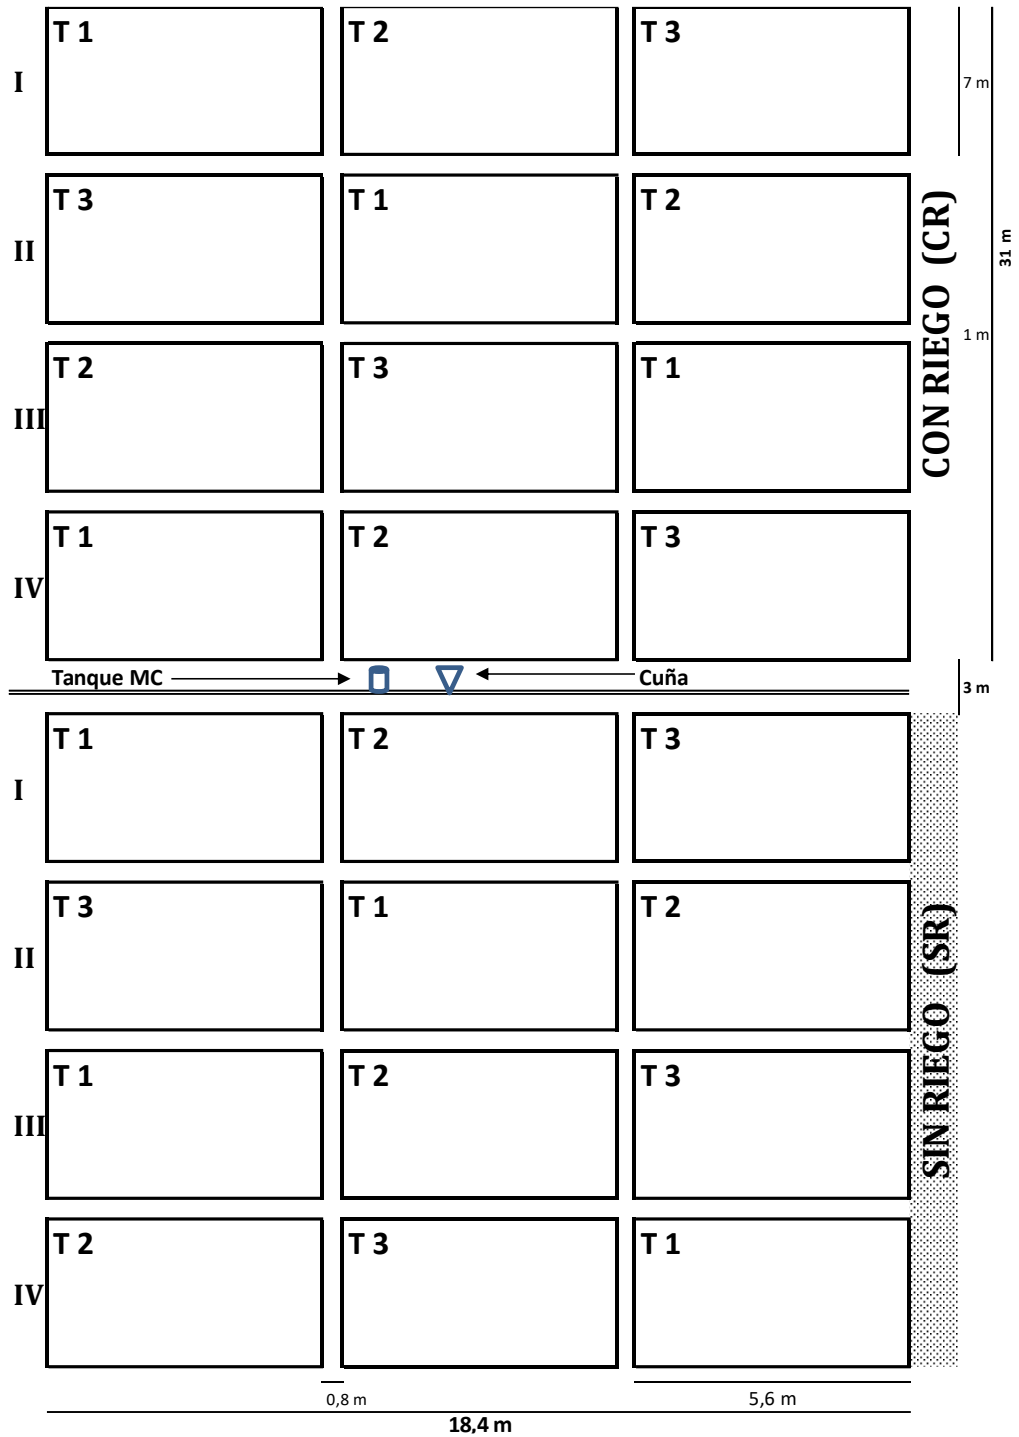 T 1 T 2 T 3
I
7 m
T 3 T 1 T 2
II
CON RIEGO (CR)
31 m
1 m
T 2 T 3 T 1
III
T 1 T 2 T 3
IV
Tanque MC Cuña
3 m
T 1 T 2 T 3
I
T 3 T 1 T 2
II
SIN RIEGO (SR)
T 1 T 2 T 3
III
T 2 T 3 T 1
IV
0,8 m 5,6 m
18,4 m